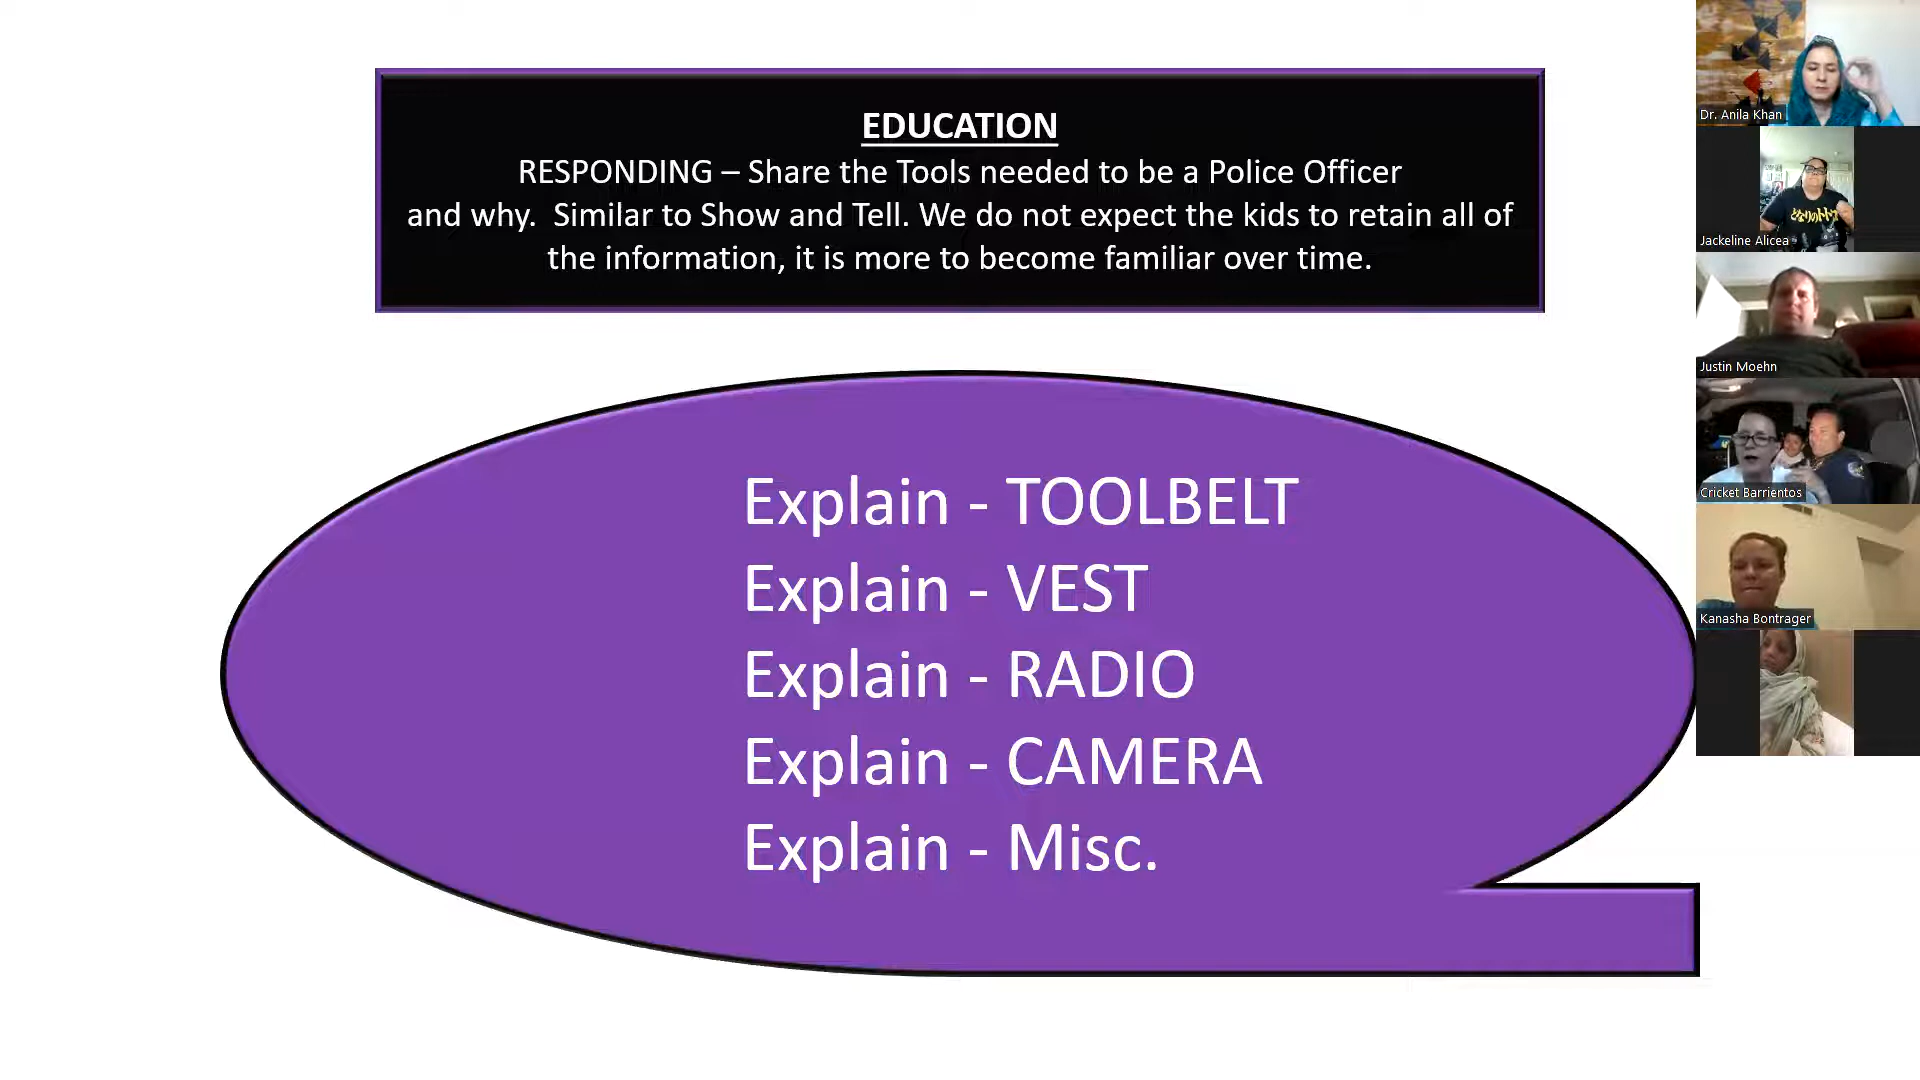 EDUCATION
RESPONDING – Share the Tools needed to be a Police Officer
and why.  Similar to Show and Tell. We do not expect the kids to retain all of
the information, it is more to become familiar over time.
Explain - TOOLBELT
Explain - VEST
Explain - RADIO
Explain - CAMERA
Explain - Misc.
Dr. Anila Khan
Jackeline Alicea
Justin Moehn
Cricket Barrientos
Kanasha Bontrager